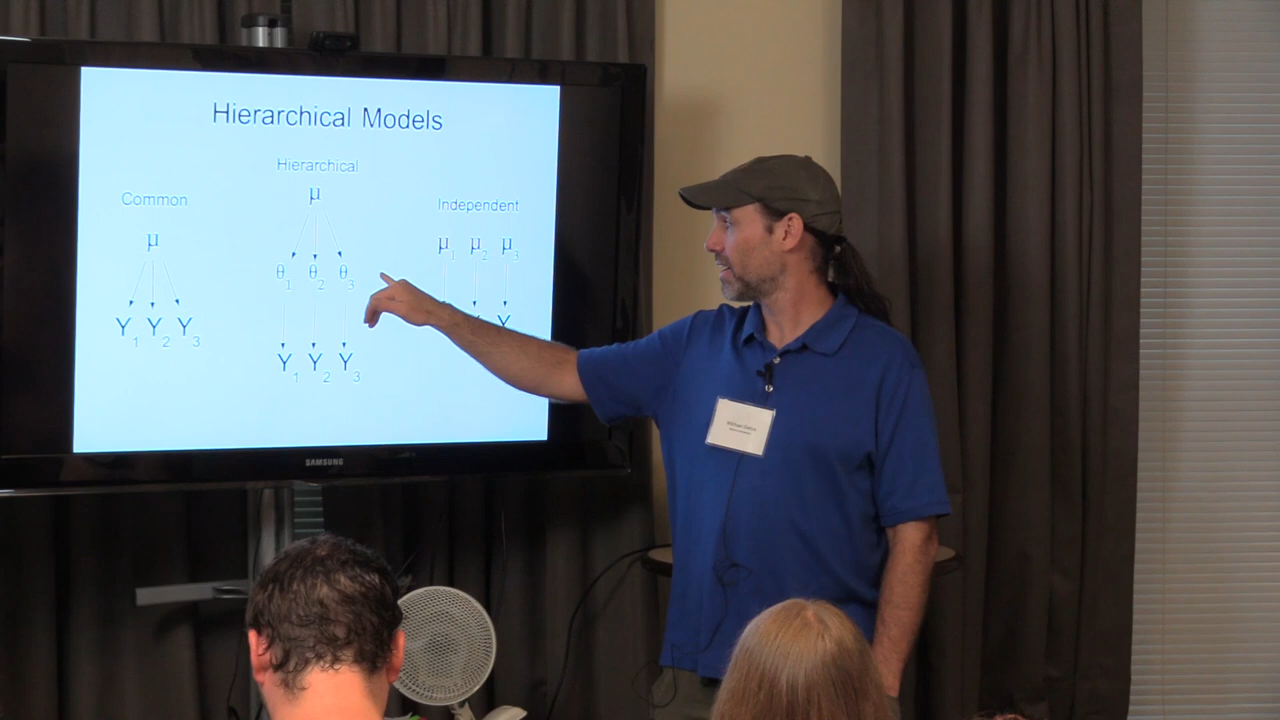 Hierarchical Models
Hierarchical
Common
Independent
μ
μ
μ1 μ2 μ3
θ1 θ2 θ3
Y1 Y2 Y3
Y1 Y2 Y3
SAMSUNG